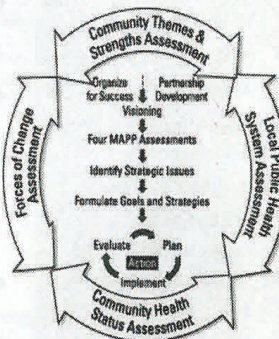 Community Themes &
Strengths Assessment
Organize Partnership
for Success Development
Visioning
Four MAPP Assessments
Identify Strategic Issues
Formulate Goals and Strategies
Evaluate Plan
Action
Implement
Forces of Change
Assessment
Local Public Health
System Assessment
Community Health
Status Assessment